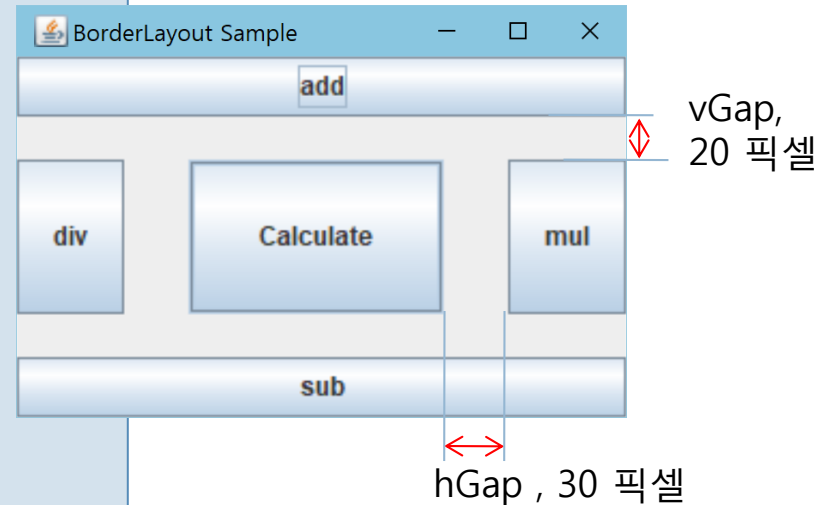 BorderLayout Sample
add
vGap,
20 픽셀
div
Calculate
mul
sub
hGap , 30 픽셀